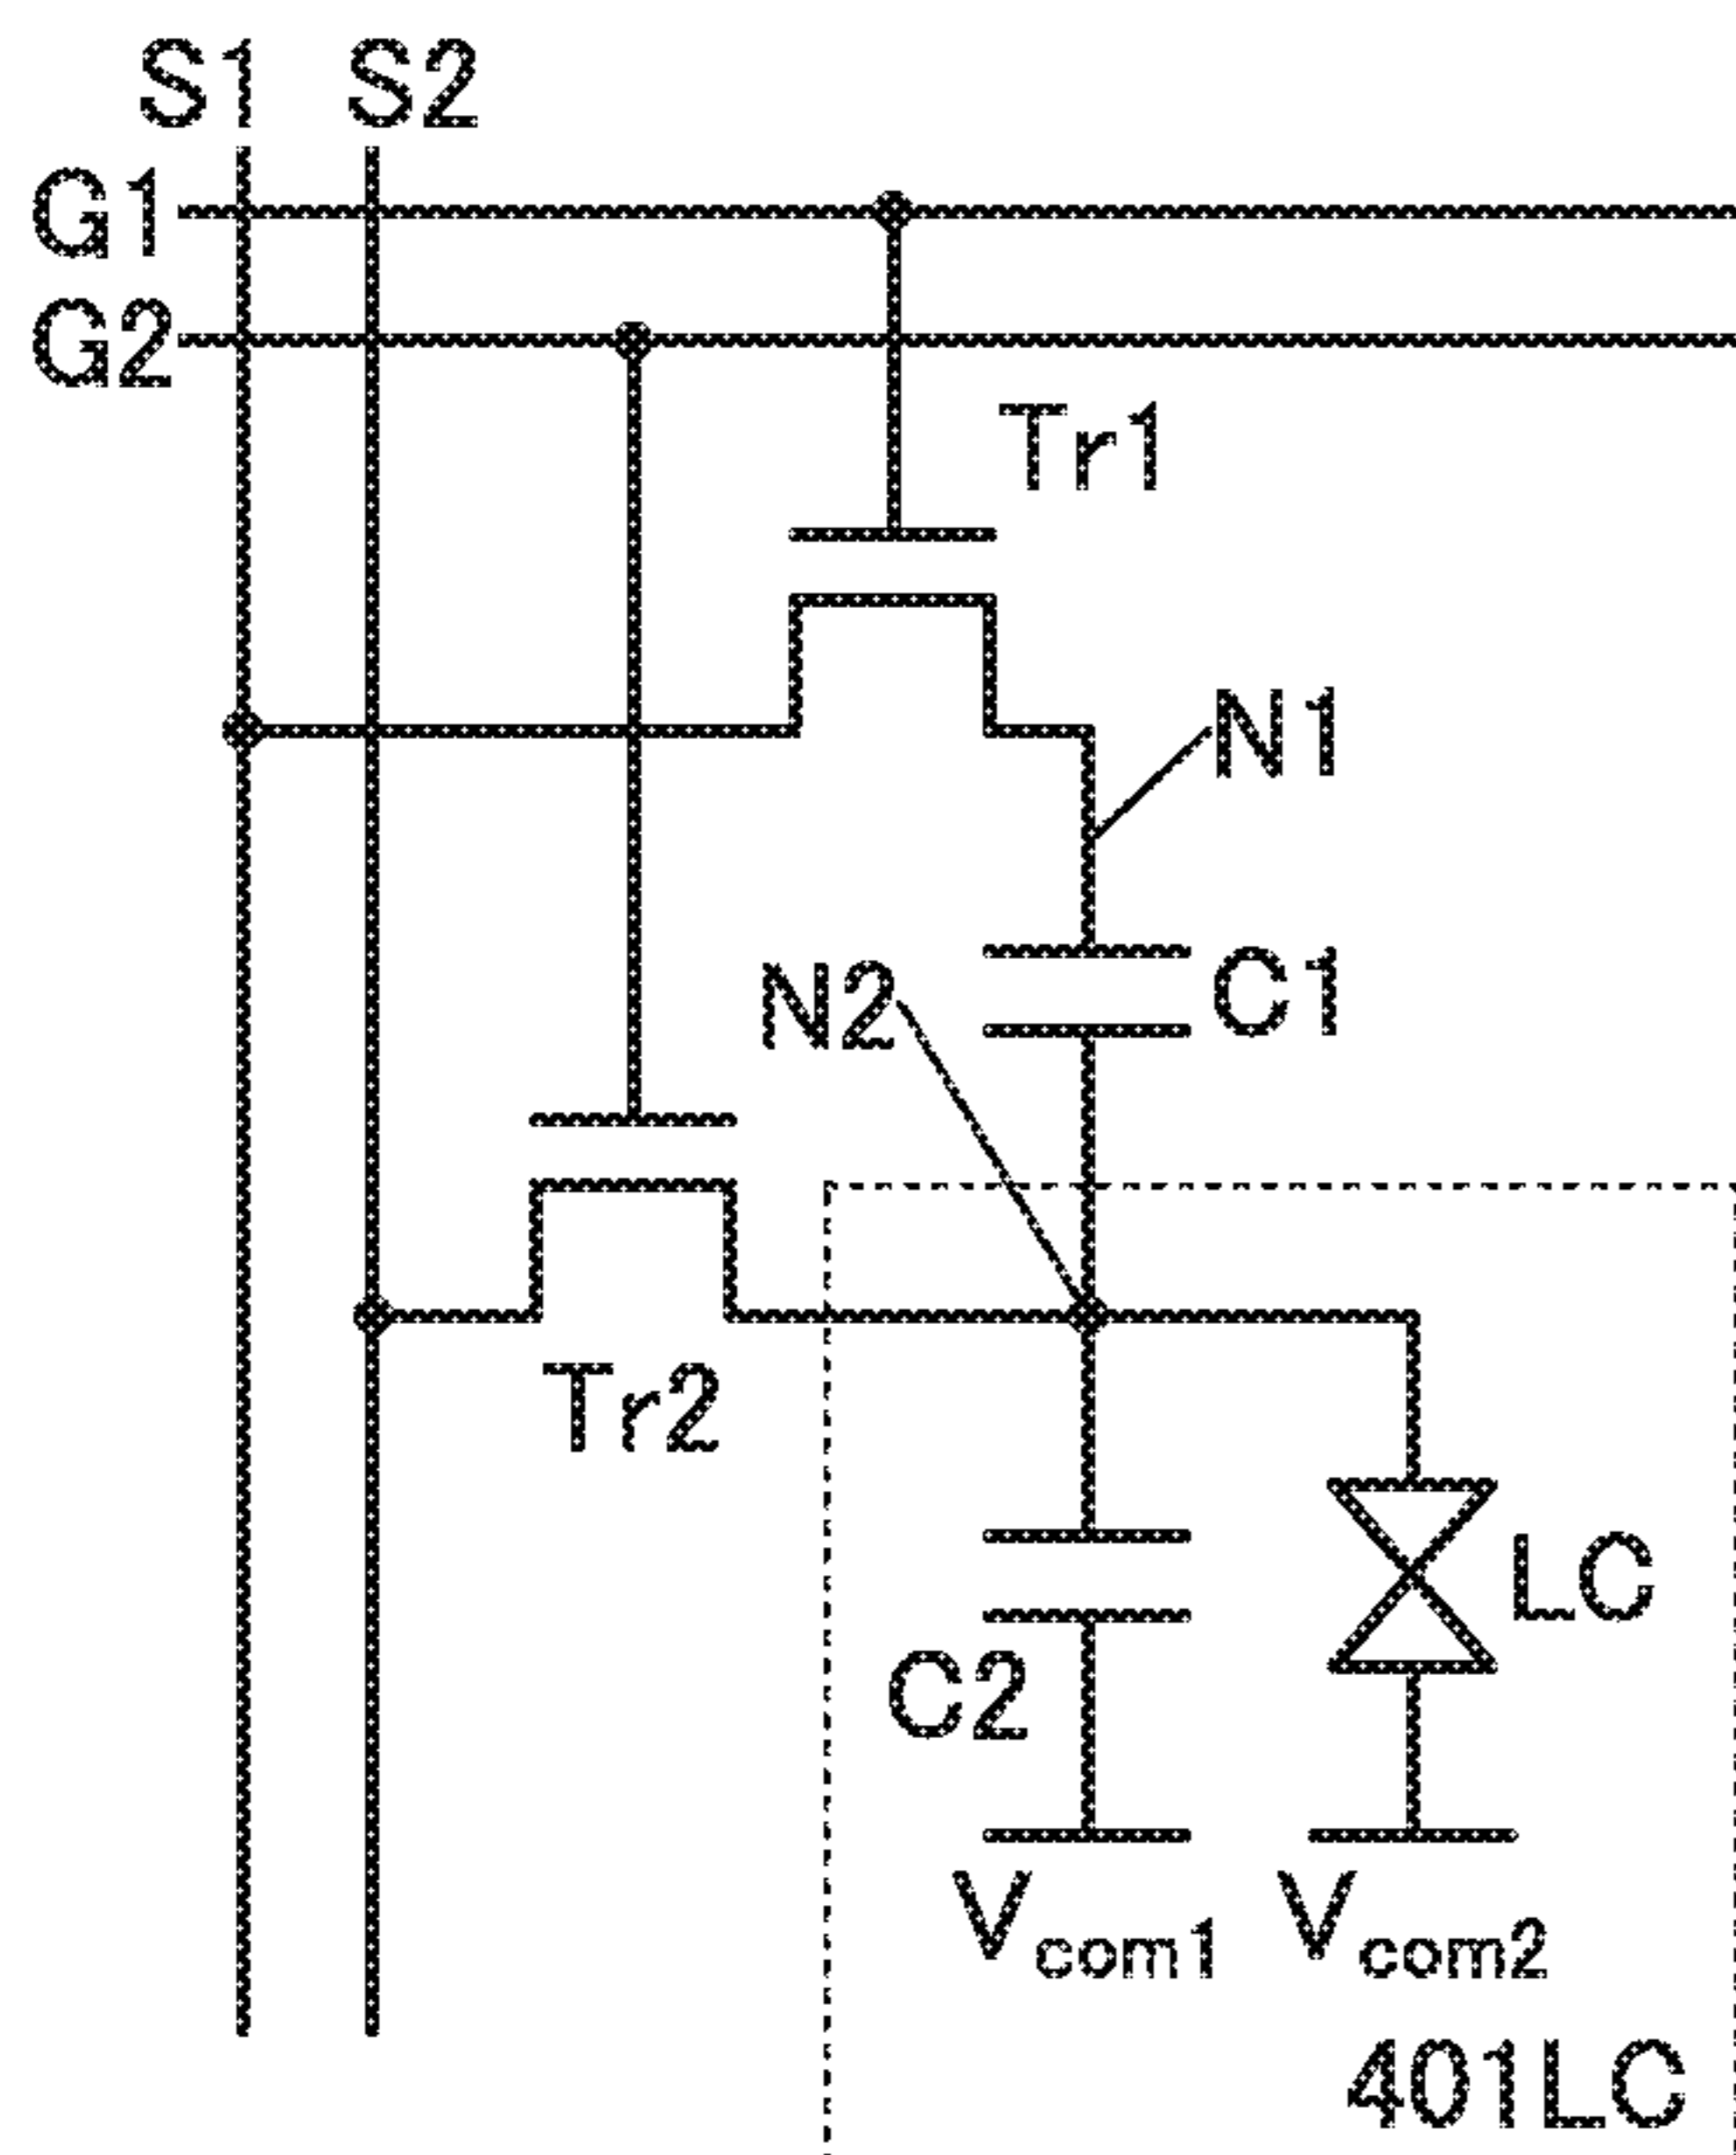 S1 S2
G1
G2
Tr1
N1
N2 C1
Tr2
LC
C2
Vcom1 Vcom2
401LC